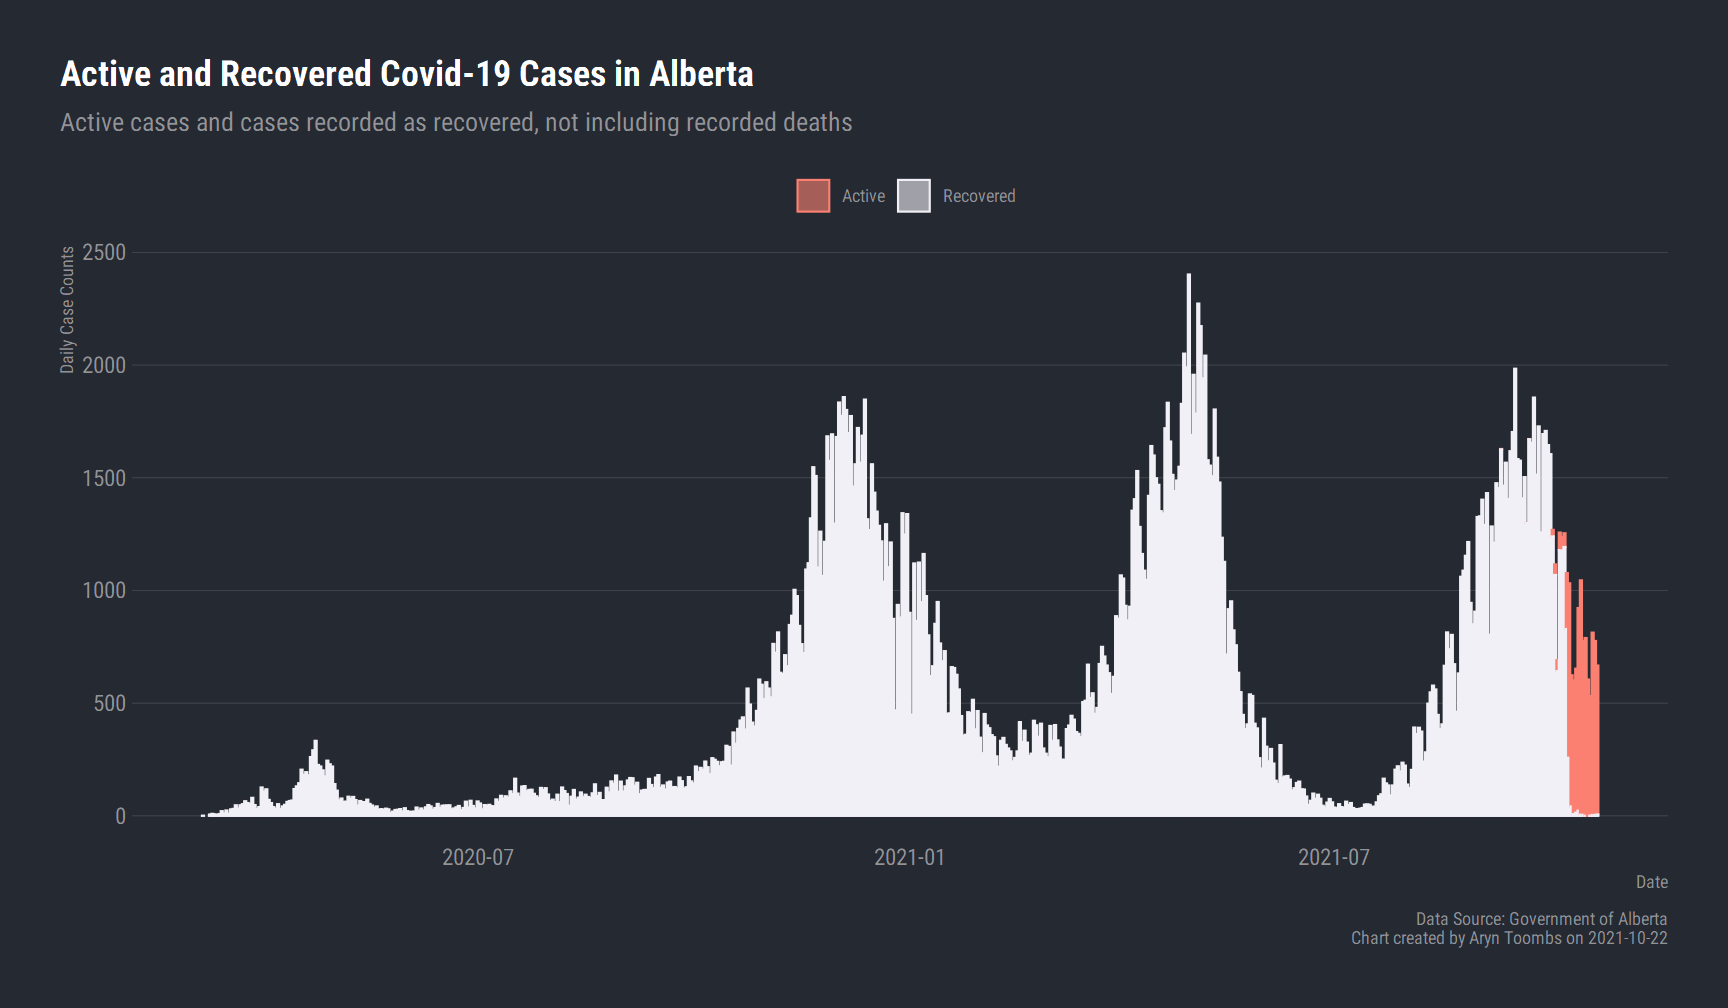 Active and Recovered Covid-19 Cases in Alberta
Active cases and cases recorded as recovered, not including recorded deaths
Active
Recovered
Daily Case Counts
2500
2000
1500
1000
500
0
2020-07
2021-01
2021-07
Date
Data Source: Government of Alberta
Chart created by Aryn Toombs on 2021-10-22